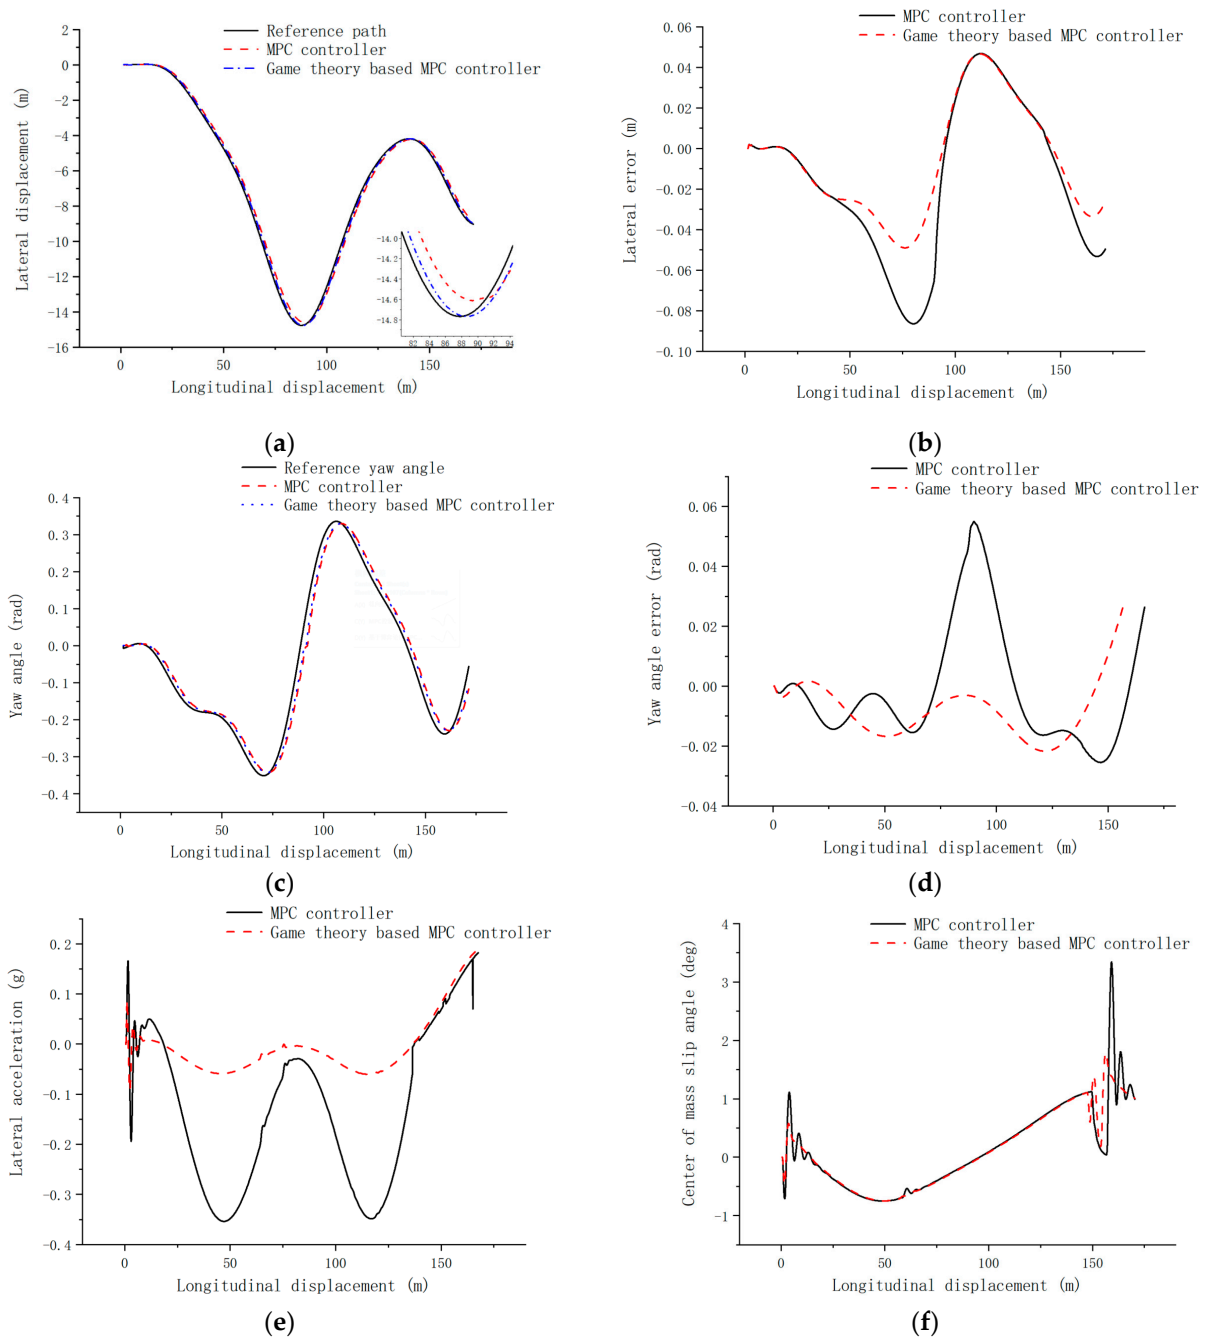 Reference path
MPC controller
Game theory based MPC controller
Lateral displacement (m)
2
0
-2
-4
-6
-8
-10
-12
-14
-16
-14.0
-14.2
-14.4
-14.6
-14.8
82 84 86 88 90 92 94
0 50 100 150
Longitudinal displacement (m)
(a)
MPC controller
Game theory based MPC controller
Lateral error (m)
0.06
0.04
0.02
0.00
-0.02
-0.04
-0.06
-0.08
-0.10
0 50 100 150
Longitudinal displacement (m)
(b)
Reference yaw angle
MPC controller
Game theory based MPC controller
Yaw angle (rad)
0.4
0.3
0.2
0.1
0.0
-0.1
-0.2
-0.3
-0.4
0 50 100 150
Longitudinal displacement (m)
(c)
MPC controller
Game theory based MPC controller
Yaw angle error (rad)
0.06
0.04
0.02
0.00
-0.02
-0.04
0 50 100 150
Longitudinal displacement (m)
(d)
MPC controller
Game theory based MPC controller
Lateral acceleration (g)
0.2
0.1
0.0
-0.1
-0.2
-0.3
-0.4
0 50 100 150
Longitudinal displacement (m)
(e)
MPC controller
Game theory based MPC controller
Center of mass slip angle (deg)
4
3
2
1
0
-1
0 50 100 150
Longitudinal displacement (m)
(f)